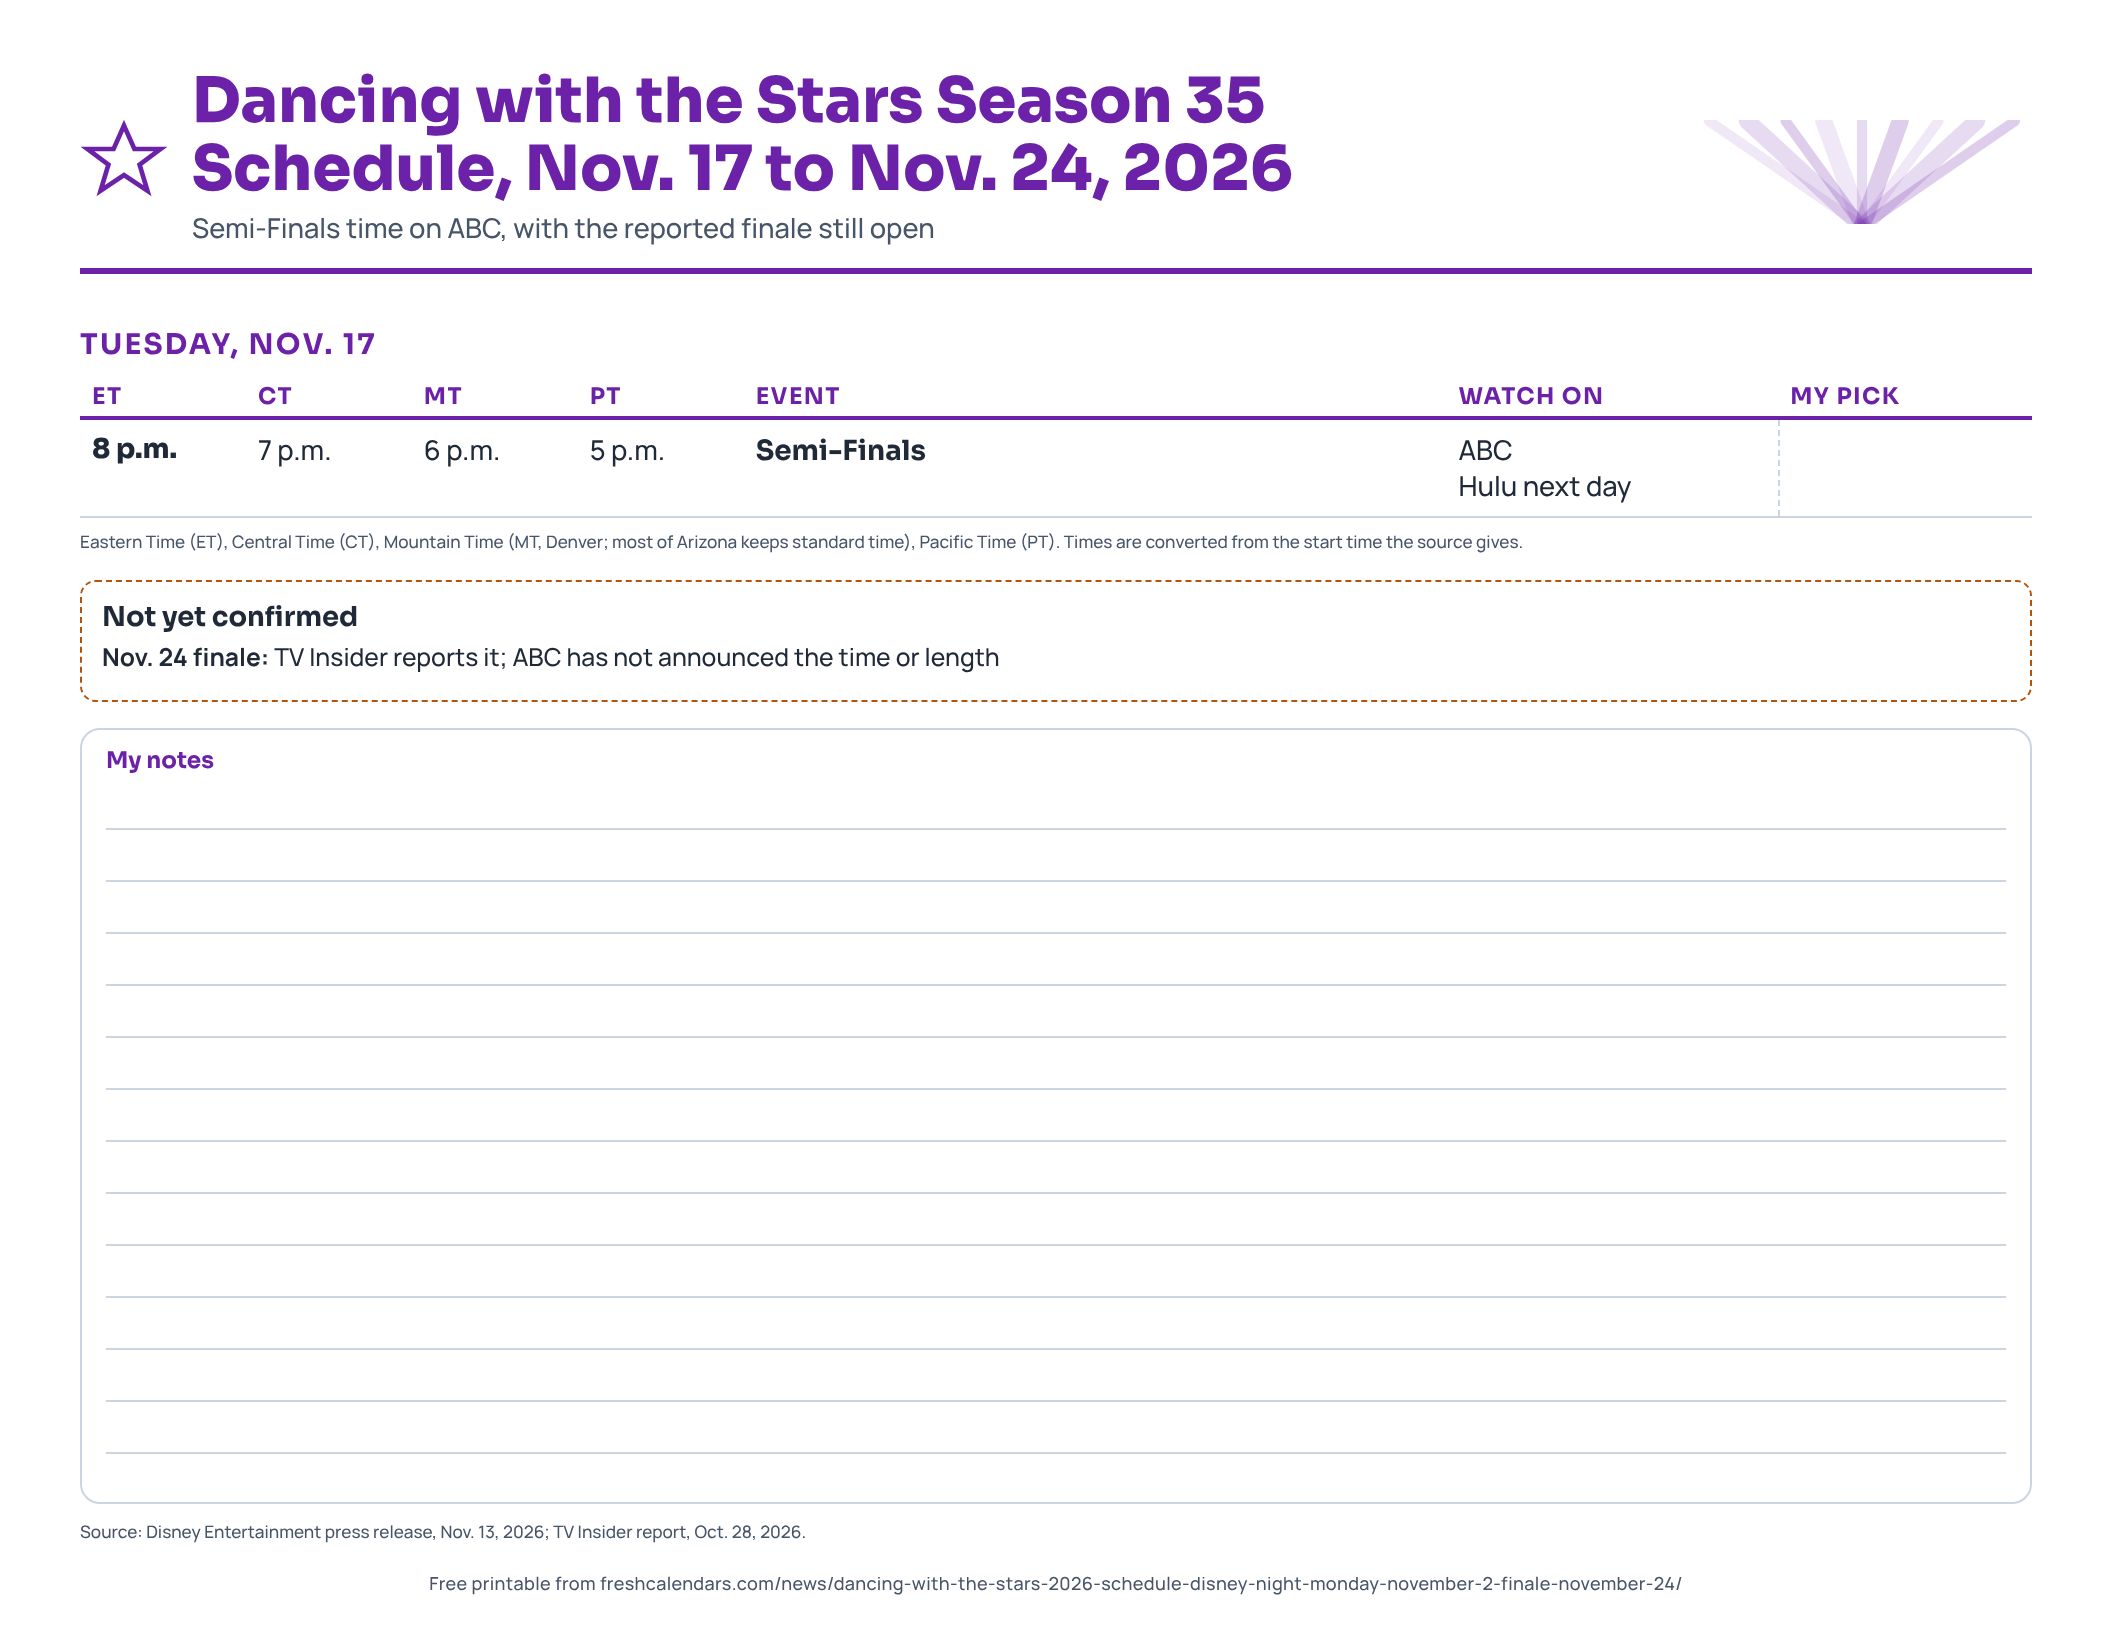 Dancing with the Stars Season 35
Schedule, Nov. 17 to Nov. 24, 2026
Semi-Finals time on ABC, with the reported finale still open
TUESDAY, NOV. 17
ET CT MT PT EVENT WATCH ON MY PICK
8 p.m. 7 p.m. 6 p.m. 5 p.m. Semi-Finals ABC
Hulu next day
Eastern Time (ET), Central Time (CT), Mountain Time (MT, Denver; most of Arizona keeps standard time), Pacific Time (PT). Times are converted from the start time the source gives.
Not yet confirmed
Nov. 24 finale: TV Insider reports it; ABC has not announced the time or length
My notes
Source: Disney Entertainment press release, Nov. 13, 2026; TV Insider report, Oct. 28, 2026.
Free printable from freshcalendars.com/news/dancing-with-the-stars-2026-schedule-disney-night-monday-november-2-finale-november-24/